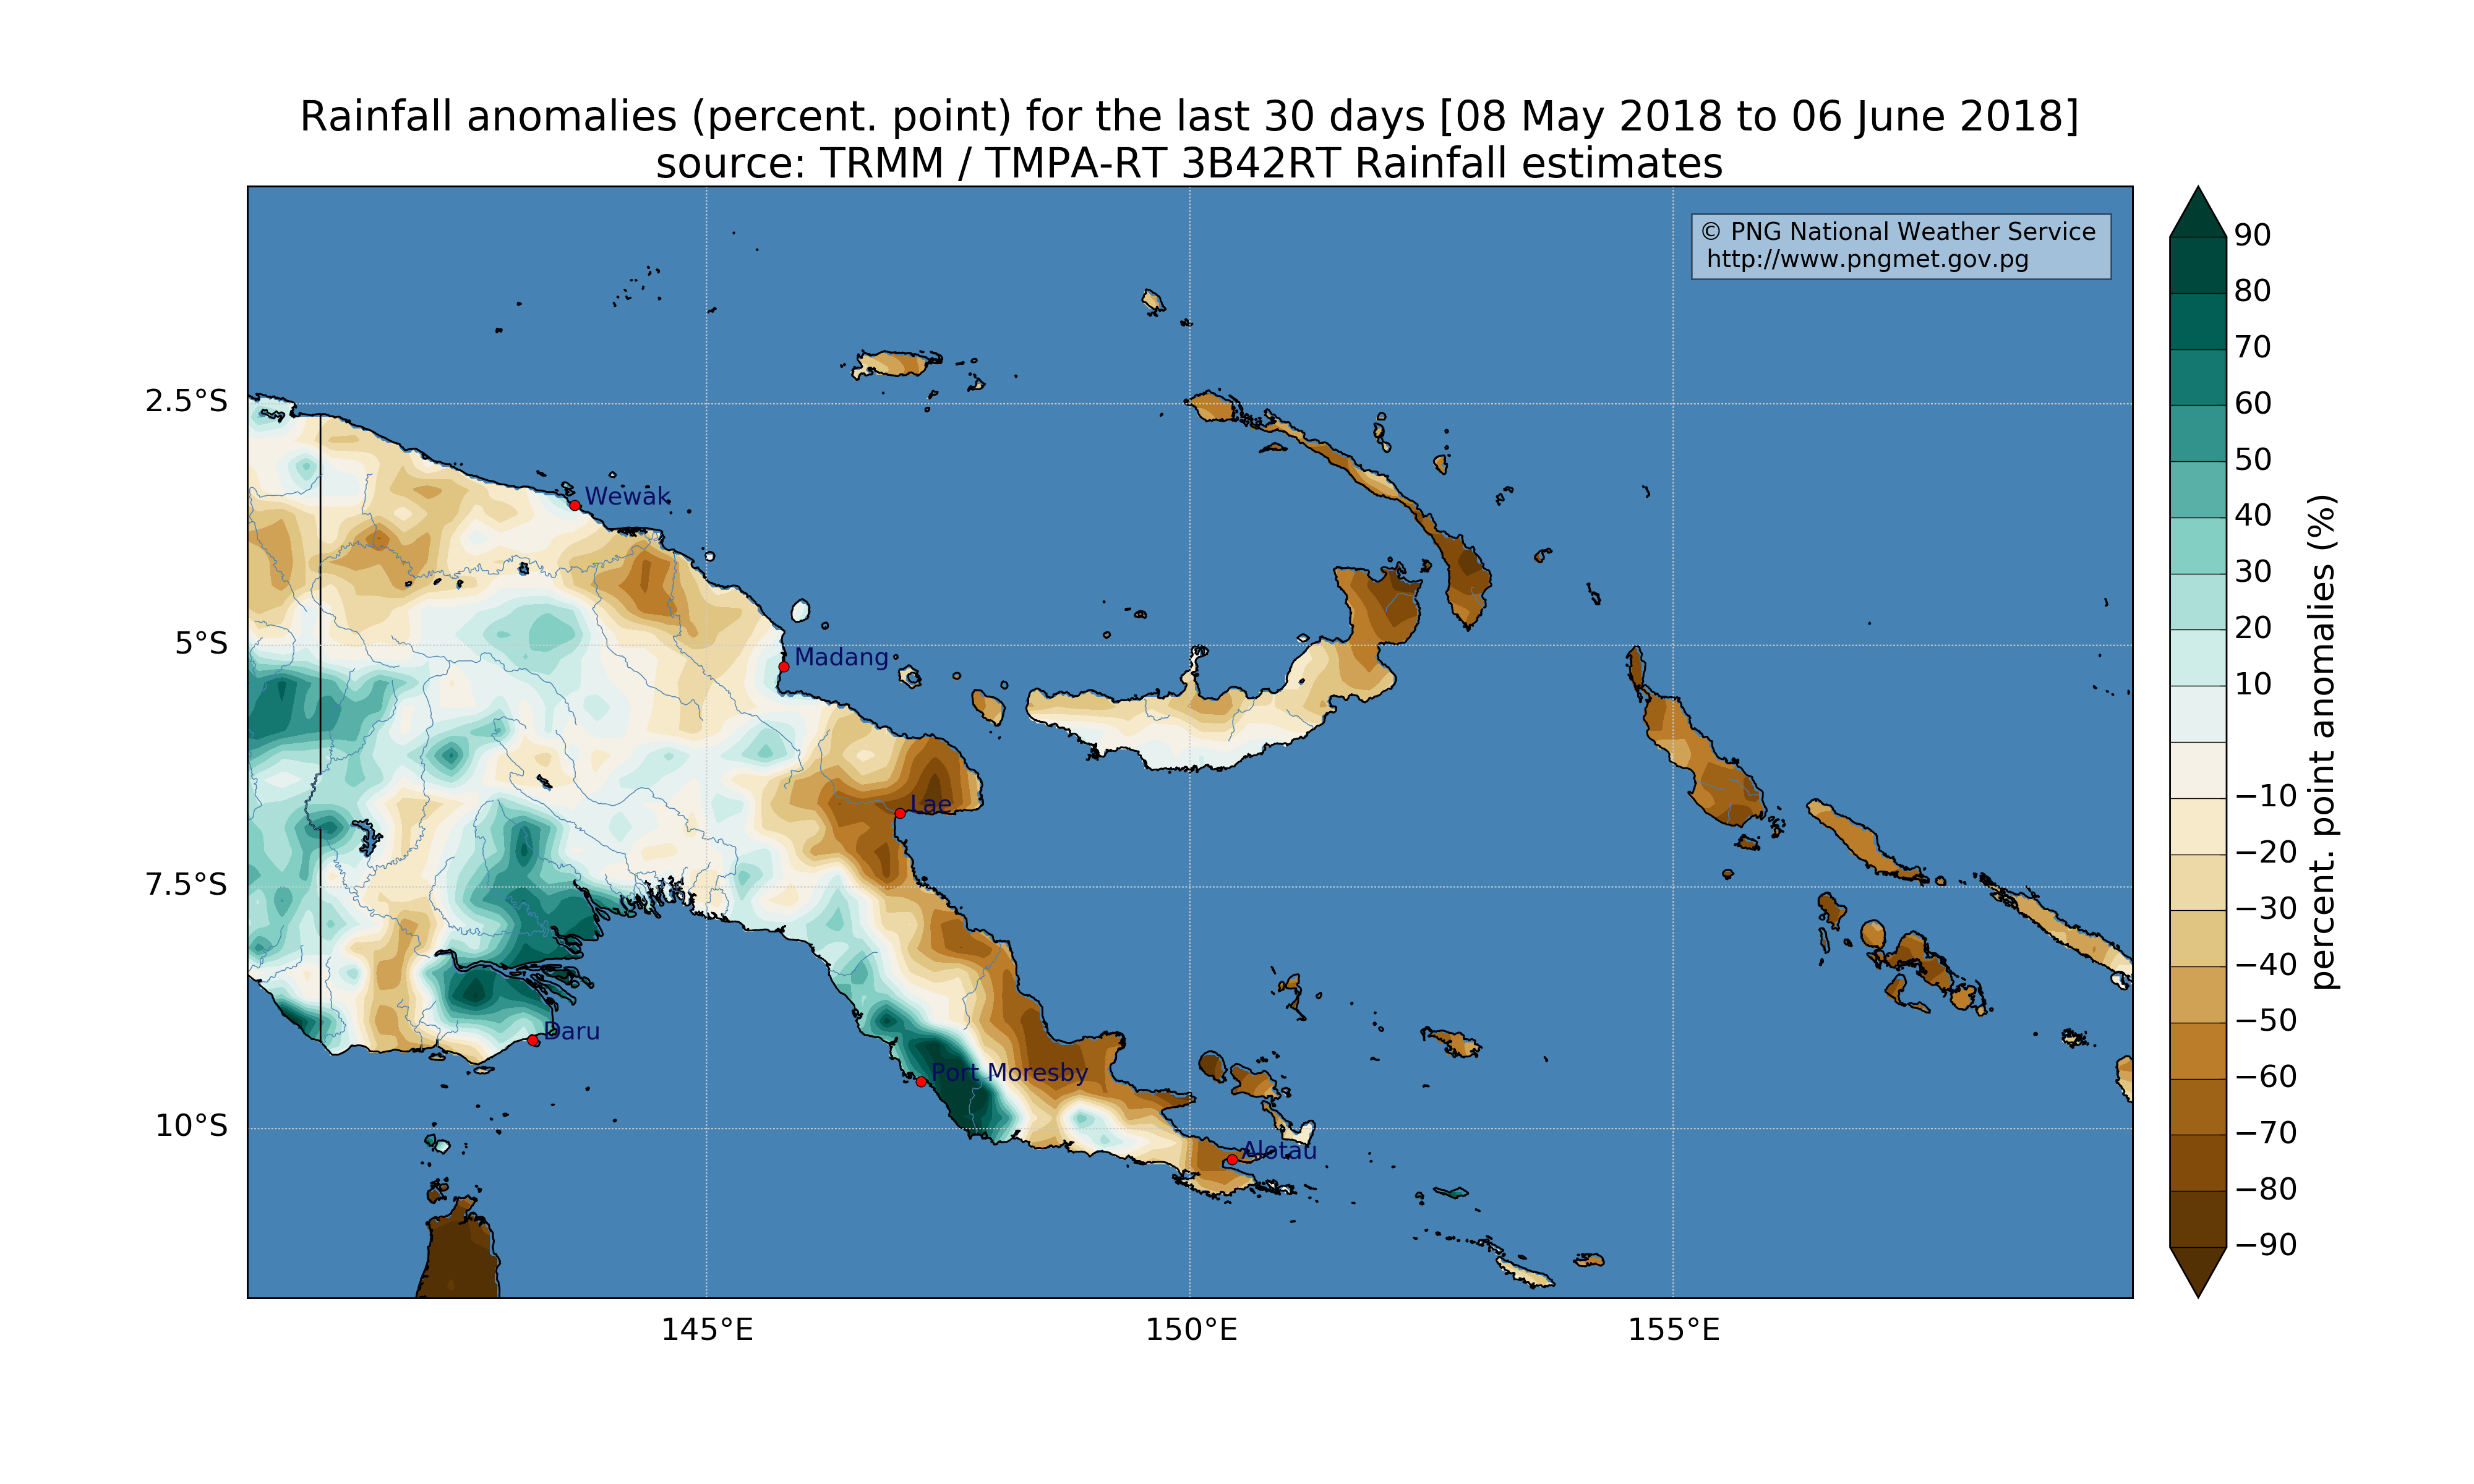 Rainfall anomalies (percent. point) for the last 30 days [08 May 2018 to 06 June 2018]
source: TRMM / TMPA-RT 3B42RT Rainfall estimates
© PNG National Weather Service
http://www.pngmet.gov.pg
2.5°S
5°S
7.5°S
10°S
Wewak
Madang
Lae
Daru
Port Moresby
Alotau
145°E
150°E
155°E
90
80
70
60
50
40
30
20
10
−10
−20
−30
−40
−50
−60
−70
−80
−90
percent. point anomalies (%)